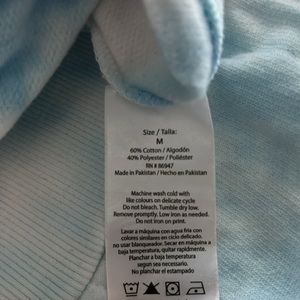 Size / Talla:
M
60% Cotton / Algodón
40% Polyester / Poliéster
RN # 86947
Made in Pakistan / Hecho en Pakistan
Machine wash cold with
like colours on delicate cycle
Do not bleach. Tumble dry low,
Remove promptly. Low iron as needed.
Do not iron on print.
Lavar a máquina con agua fria con
colores similares en ciclo delicado.
no usar blanqueador. Secar en máquina a
baja temperatura, quitar rapidamente.
Planchar a baja temperatura
segun sea necesario.
No planchar el estampado